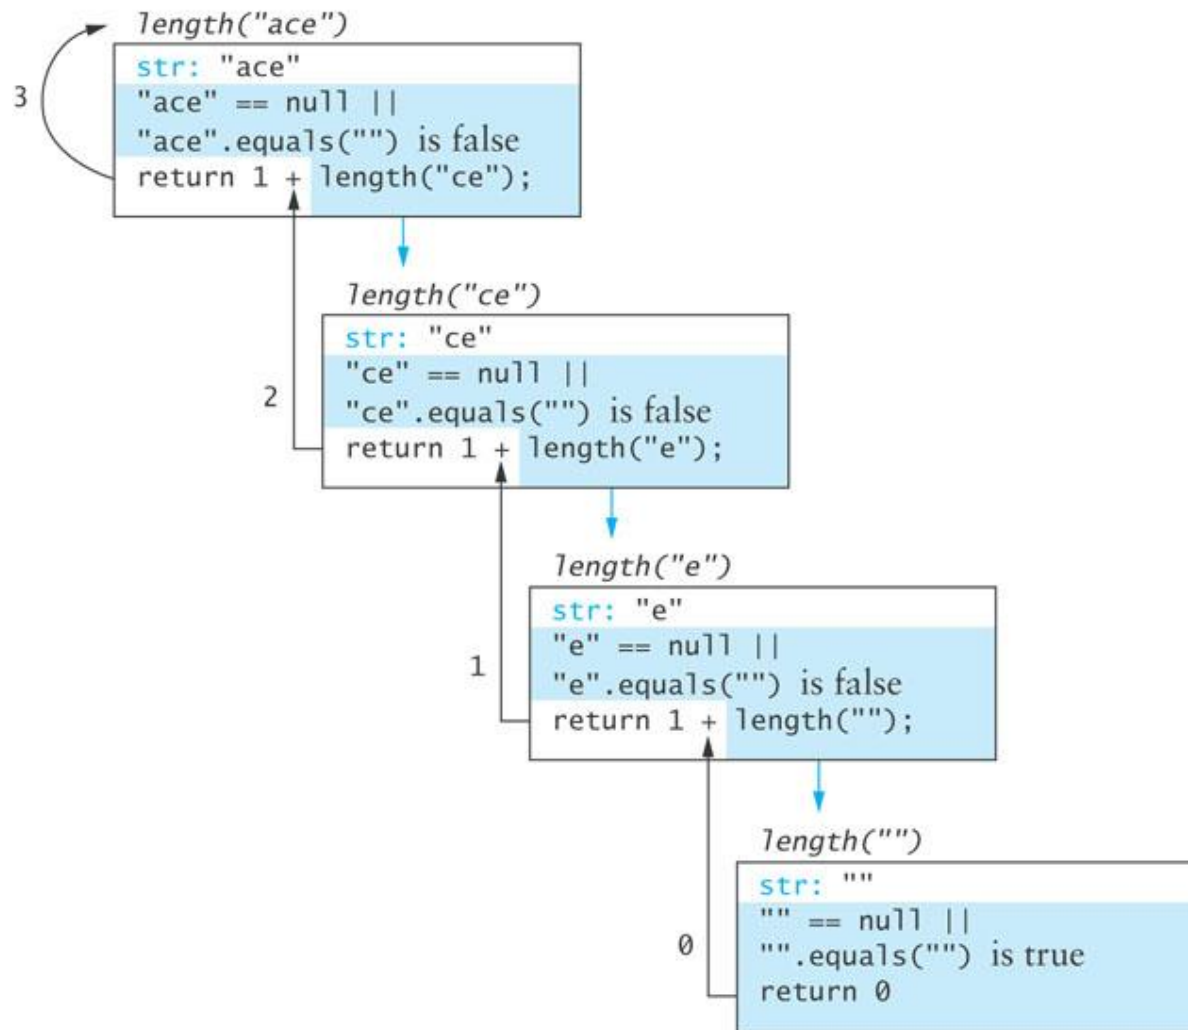 length("ace")
3
str: "ace"
"ace" == null ||
"ace".equals("") is false
return 1 + length("ce");
length("ce")
2
str: "ce"
"ce" == null ||
"ce".equals("") is false
return 1 + length("e");
length("e")
1
str: "e"
"e" == null ||
"e".equals("") is false
return 1 + length("");
length("")
0
str: ""
"" == null ||
"".equals("") is true
return 0